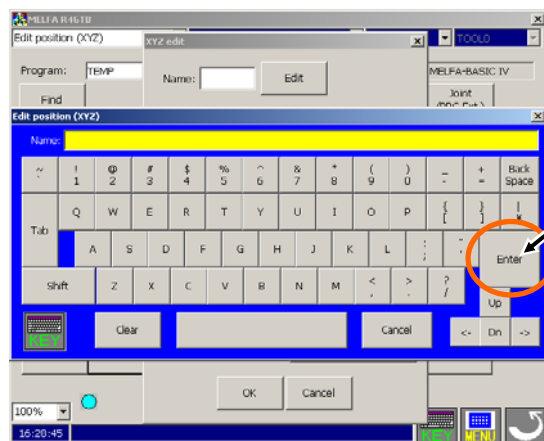 MELFA R46TB
Edit position (XYZ)
XYZ edit
TOOL0
Program: TEMP
Name:
Edit
MELFA-BASIC IV
Find
Joint
Edit position (XYZ)
Name:
~ ! @ # $ % ^ & * ( ) _ + Back
` 1 2 3 4 5 6 7 8 9 0 - = Space
Tab Q W E R T Y U I O P { [ } ] | ¥
A S D F G H J K L : ; " ' Enter
Shift Z X C V B N M < , > . ? / Up
KEY Clear Cancel <- Dn ->
OK Cancel
100%
16:28:45 KEY MENU